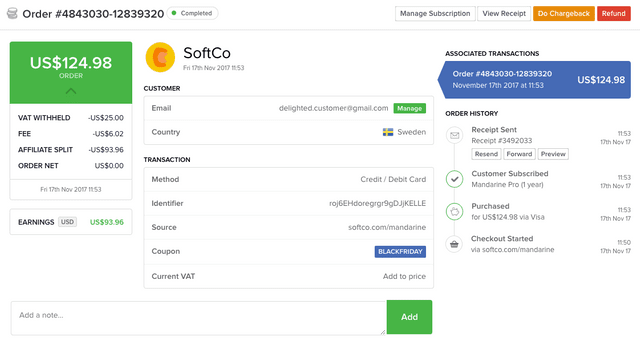 Order #4843030-12839320 Completed
Manage Subscription View Receipt Do Chargeback Refund
US$124.98
ORDER
VAT WITHHELD -US$25.00
FEE -US$6.02
AFFILIATE SPLIT -US$93.96
ORDER NET US$0.00
Fri 17th Nov 2017 11:53
EARNINGS USD US$93.96
SoftCo
Fri 17th Nov 2017 11:53
CUSTOMER
Email delighted.customer@gmail.com Manage
Country Sweden
TRANSACTION
Method Credit / Debit Card
Identifier roj6EHdoregrgr9gDJjKELLE
Source softco.com/mandarine
Coupon BLACKFRIDAY
Current VAT Add to price
Add a note... Add
ASSOCIATED TRANSACTIONS
Order #4843030-12839320
November 17th 2017 at 11:53
US$124.98
ORDER HISTORY
Receipt Sent 11:53
Receipt #3492033 17th Nov 17
Resend Forward Preview
Customer Subscribed 11:53
Mandarine Pro (1 year) 17th Nov 17
Purchased 11:53
for US$124.98 via Visa 17th Nov 17
Checkout Started 11:50
via softco.com/mandarine 17th Nov 17